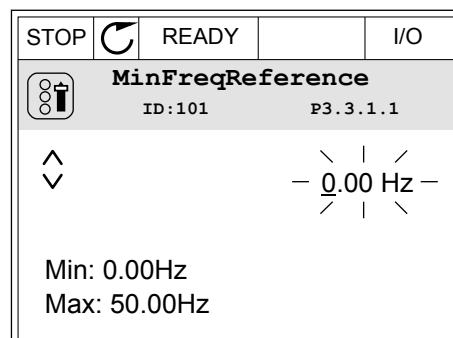 STOP READY I/O
MinFreqReference
ID:101 P3.3.1.1
0.00 Hz
Min: 0.00Hz
Max: 50.00Hz